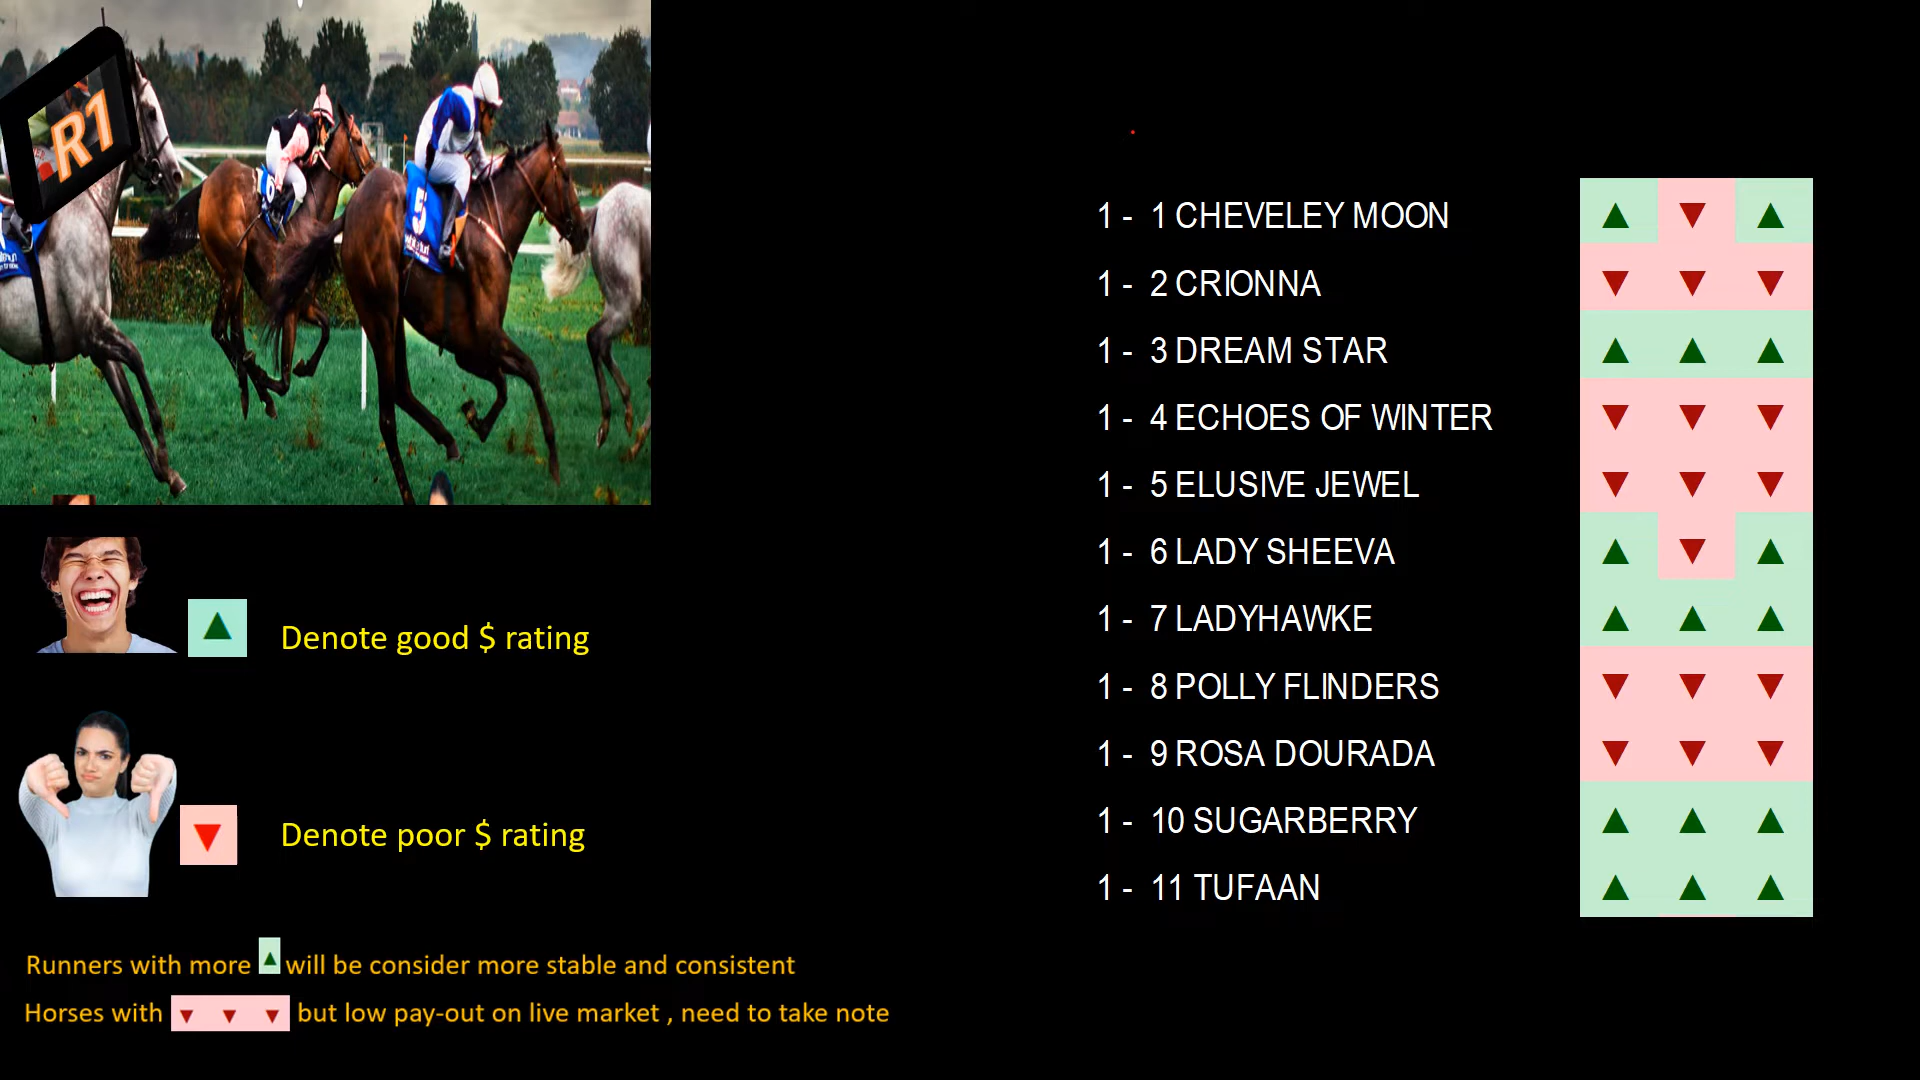 R1
6
5
1 - 1 CHEVELEY MOON ▲ ▼ ▲
1 - 2 CRIONNA ▼ ▼ ▼
1 - 3 DREAM STAR ▲ ▲ ▲
1 - 4 ECHOES OF WINTER ▼ ▼ ▼
1 - 5 ELUSIVE JEWEL ▼ ▼ ▼
1 - 6 LADY SHEEVA ▲ ▼ ▲
1 - 7 LADYHAWKE ▲ ▲ ▲
1 - 8 POLLY FLINDERS ▼ ▼ ▼
1 - 9 ROSA DOURADA ▼ ▼ ▼
1 - 10 SUGARBERRY ▲ ▲ ▲
1 - 11 TUFAAN ▲ ▲ ▲
▲ Denote good $ rating
▼ Denote poor $ rating
Runners with more ▲ will be consider more stable and consistent
Horses with ▼ ▼ ▼ but low pay-out on live market , need to take note